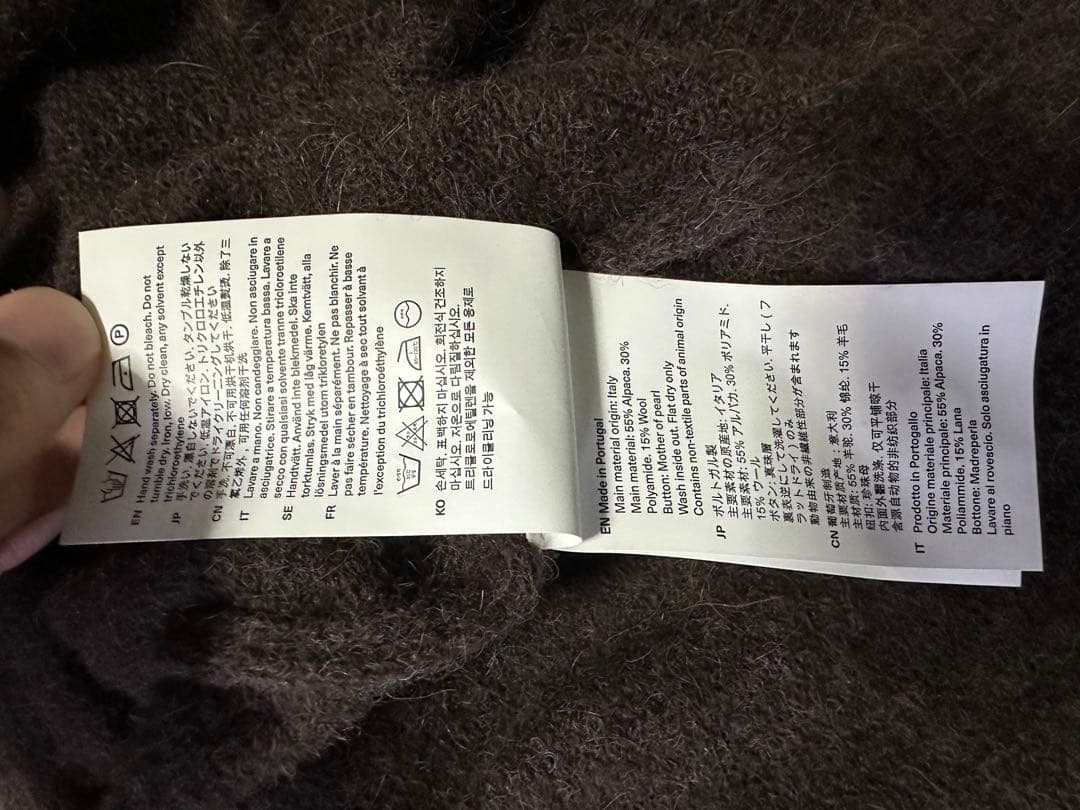 P
EN Hand wash separately. Do not bleach. Do not
tumble dry. Iron low. Dry clean, any solvent except
trichloroethylene
JP 手洗い, 漂白しないでください, タンブル乾燥しない
でください, 低温アイロン, トリクロロエチレン以外
の溶剤でドライクリーニングしてください
CN 手洗, 不可漂白, 不可用烘干机烘干, 低温熨烫, 除了三
氯乙烯外, 可用任何溶剂干洗
IT Lavare a mano. Non candeggiare. Non asciugare in
asciugatrice. Stirare a temperatura bassa. Lavare a
secco con qualsiasi solvente tranne tricloroetilene
SE Handtvätt. Använd inte blekmedel. Ska inte
torktumlas. Stryk med låg värme. Kemtvätt, alla
lösningsmedel utom trikloretylen
FR Laver à la main séparément. Ne pas blanchir. Ne
pas faire sécher en tambour. Repasser à basse
température. Nettoyage à sec tout solvant à
l'exception du trichloroéthylène
KO 손세탁, 표백하지 마십시오, 회전식 건조하지
마십시오, 저온으로 다림질하십시오,
트리클로로에틸렌을 제외한 모든 용제로
드라이클리닝 가능
EN Made in Portugal
Main material origin: Italy
Main material: 55% Alpaca. 30%
Polyamide. 15% Wool
Button: Mother of pearl
Wash inside out. Flat dry only
Contains non-textile parts of animal origin
JP ポルトガル製
主要素材の原産地: イタリア
主要素材: 55% アルパカ. 30% ポリアミド.
15% ウール
ボタン: 真珠層
裏表逆にして洗濯してください. 平干し (フ
ラットドライ) のみ
動物由来の非繊維性部分が含まれます
CN 葡萄牙制造
主要材质产地：意大利
主材质: 55% 羊驼. 30% 锦纶. 15% 羊毛
纽扣: 珍珠母
内面外翻洗涤. 仅可平铺晾干
含源自动物的非纺织部分
IT Prodotto in Portogallo
Origine materiale principale: Italia
Materiale principale: 55% Alpaca. 30%
Poliammide. 15% Lana
Bottone: Madreperla
Lavare al rovescio. Solo asciugatura in
piano